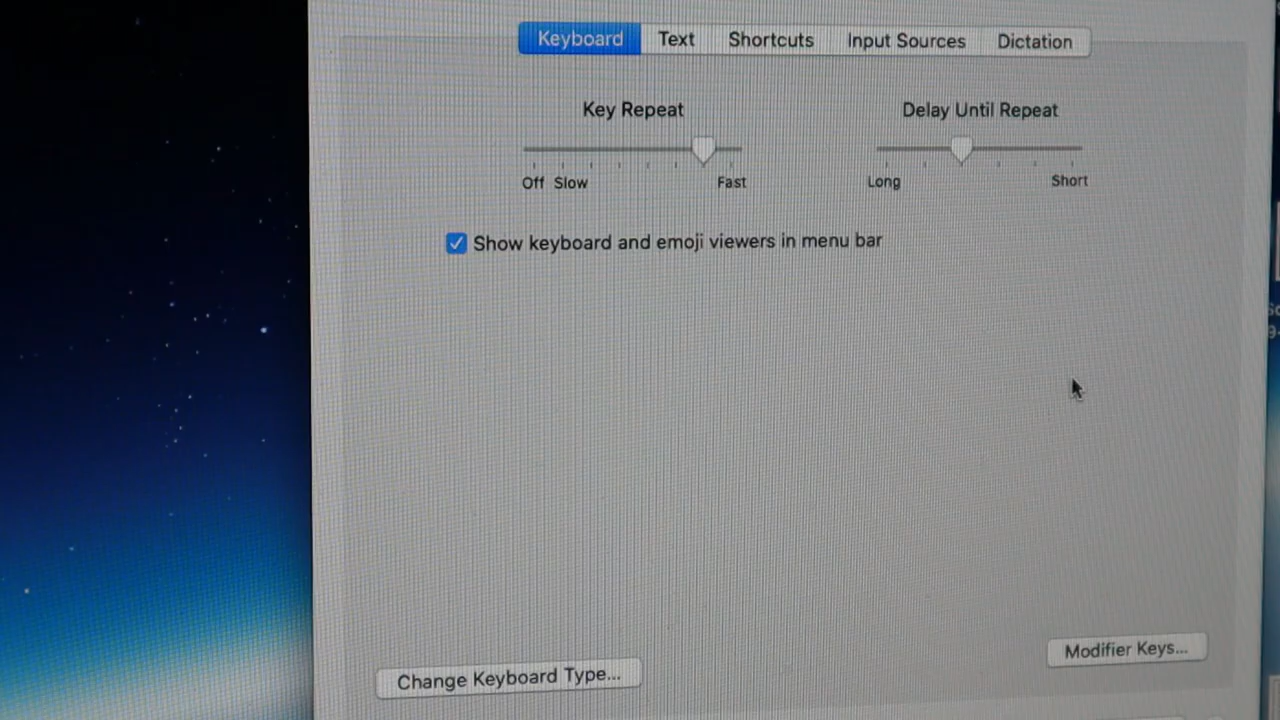 Keyboard Text Shortcuts Input Sources Dictation
Key Repeat Delay Until Repeat
Off Slow Fast Long Short
Show keyboard and emoji viewers in menu bar
Change Keyboard Type... Modifier Keys...